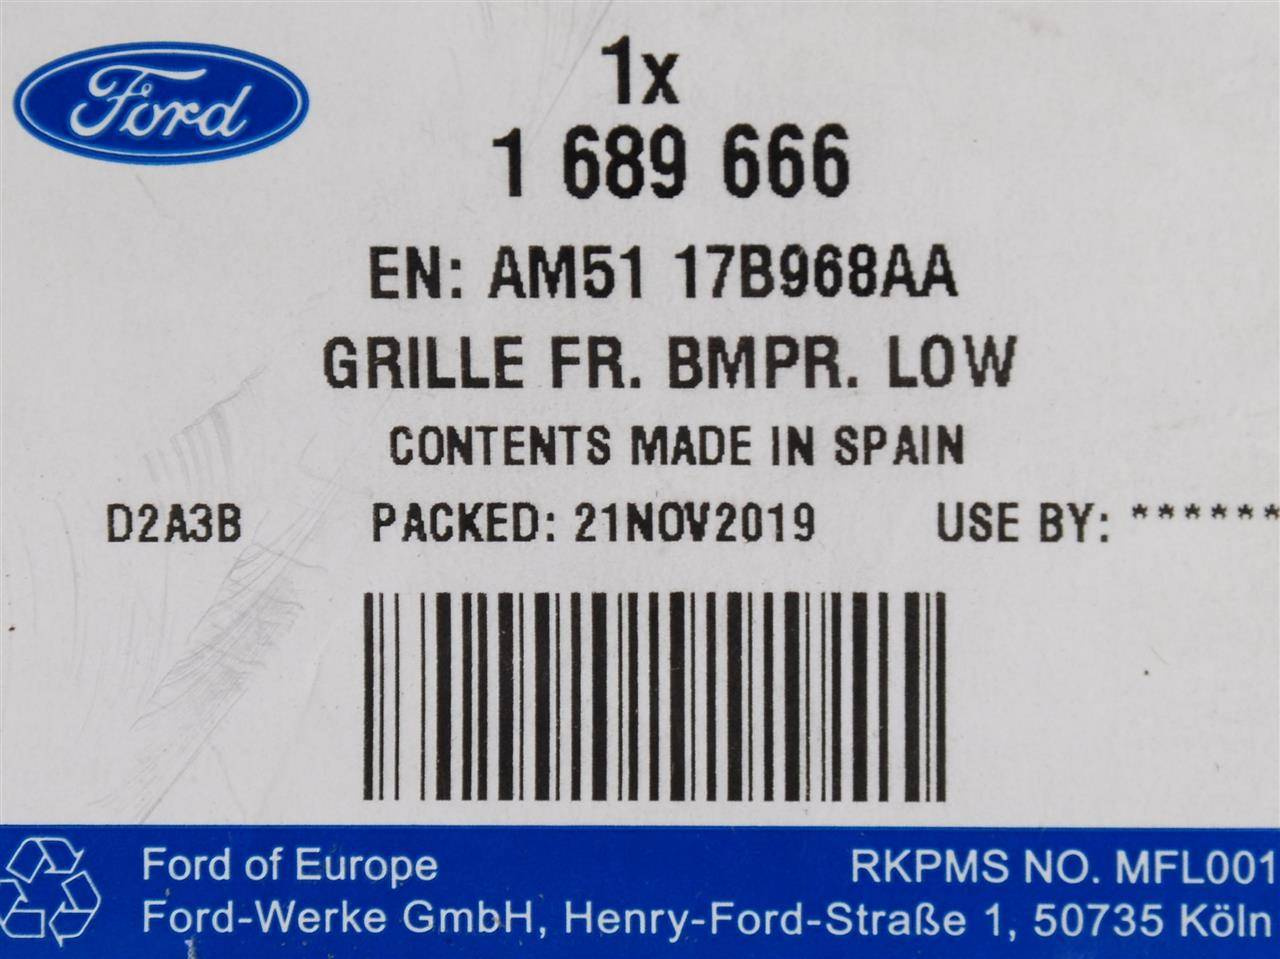 Ford
1x
1 689 666
EN: AM51 17B968AA
GRILLE FR. BMPR. LOW
CONTENTS MADE IN SPAIN
D2A3B PACKED: 21NOV2019 USE BY: ******
Ford of Europe RKPMS NO. MFL001
Ford-Werke GmbH, Henry-Ford-Straße 1, 50735 Köln